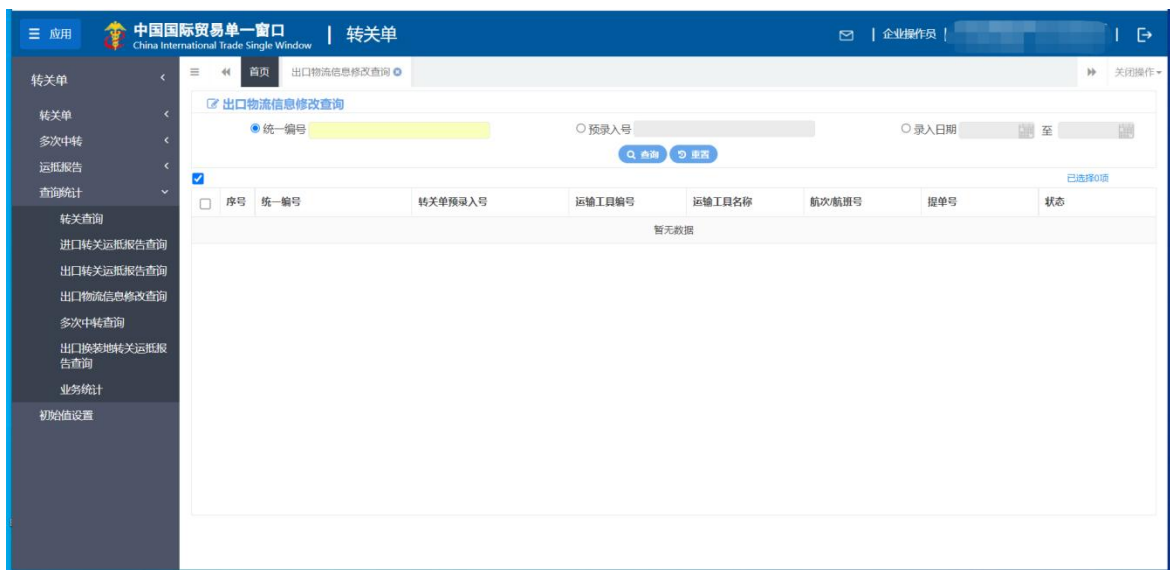 应用
中国国际贸易单一窗口
China International Trade Single Window
转关单
企业操作员
转关单
首页
出口物流信息修改查询
关闭操作
转关单
多次中转
运抵报告
查询统计
转关查询
进口转关运抵报告查询
出口转关运抵报告查询
出口物流信息修改查询
多次中转查询
出口换装地转关运抵报
告查询
业务统计
初始值设置
出口物流信息修改查询
统一编号
预录入号
录入日期
至
查询
重置
已选择0项
序号 统一编号 转关单预录入号 运输工具编号 运输工具名称 航次/航班号 提单号 状态
暂无数据